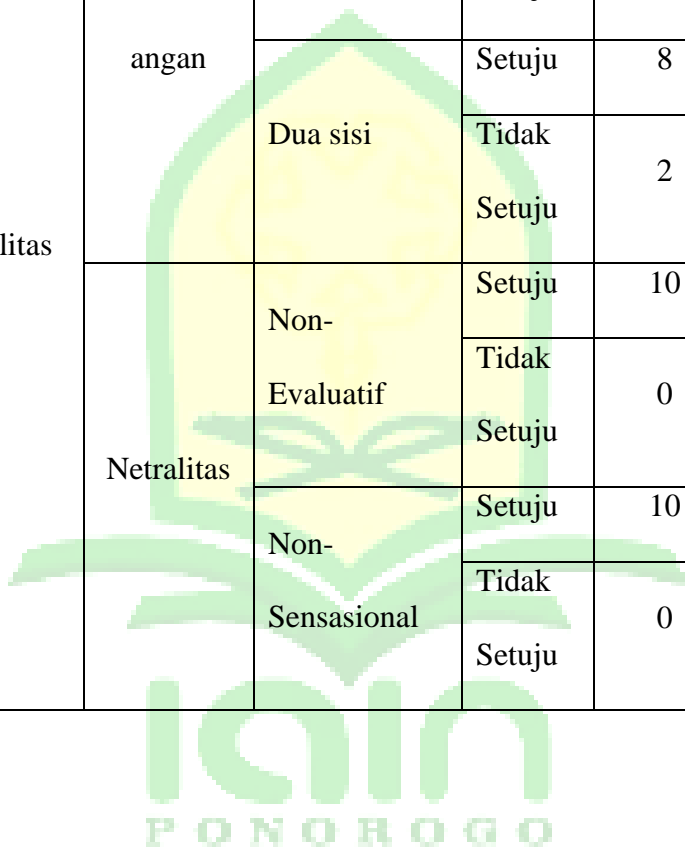 angan
Setuju 8
Dua sisi
Tidak
Setuju
2
litas
Netralitas
Non-
Evaluatif
Setuju 10
Tidak
Setuju
0
Non-
Sensasional
Setuju 10
Tidak
Setuju
0
iain
PONOROGO